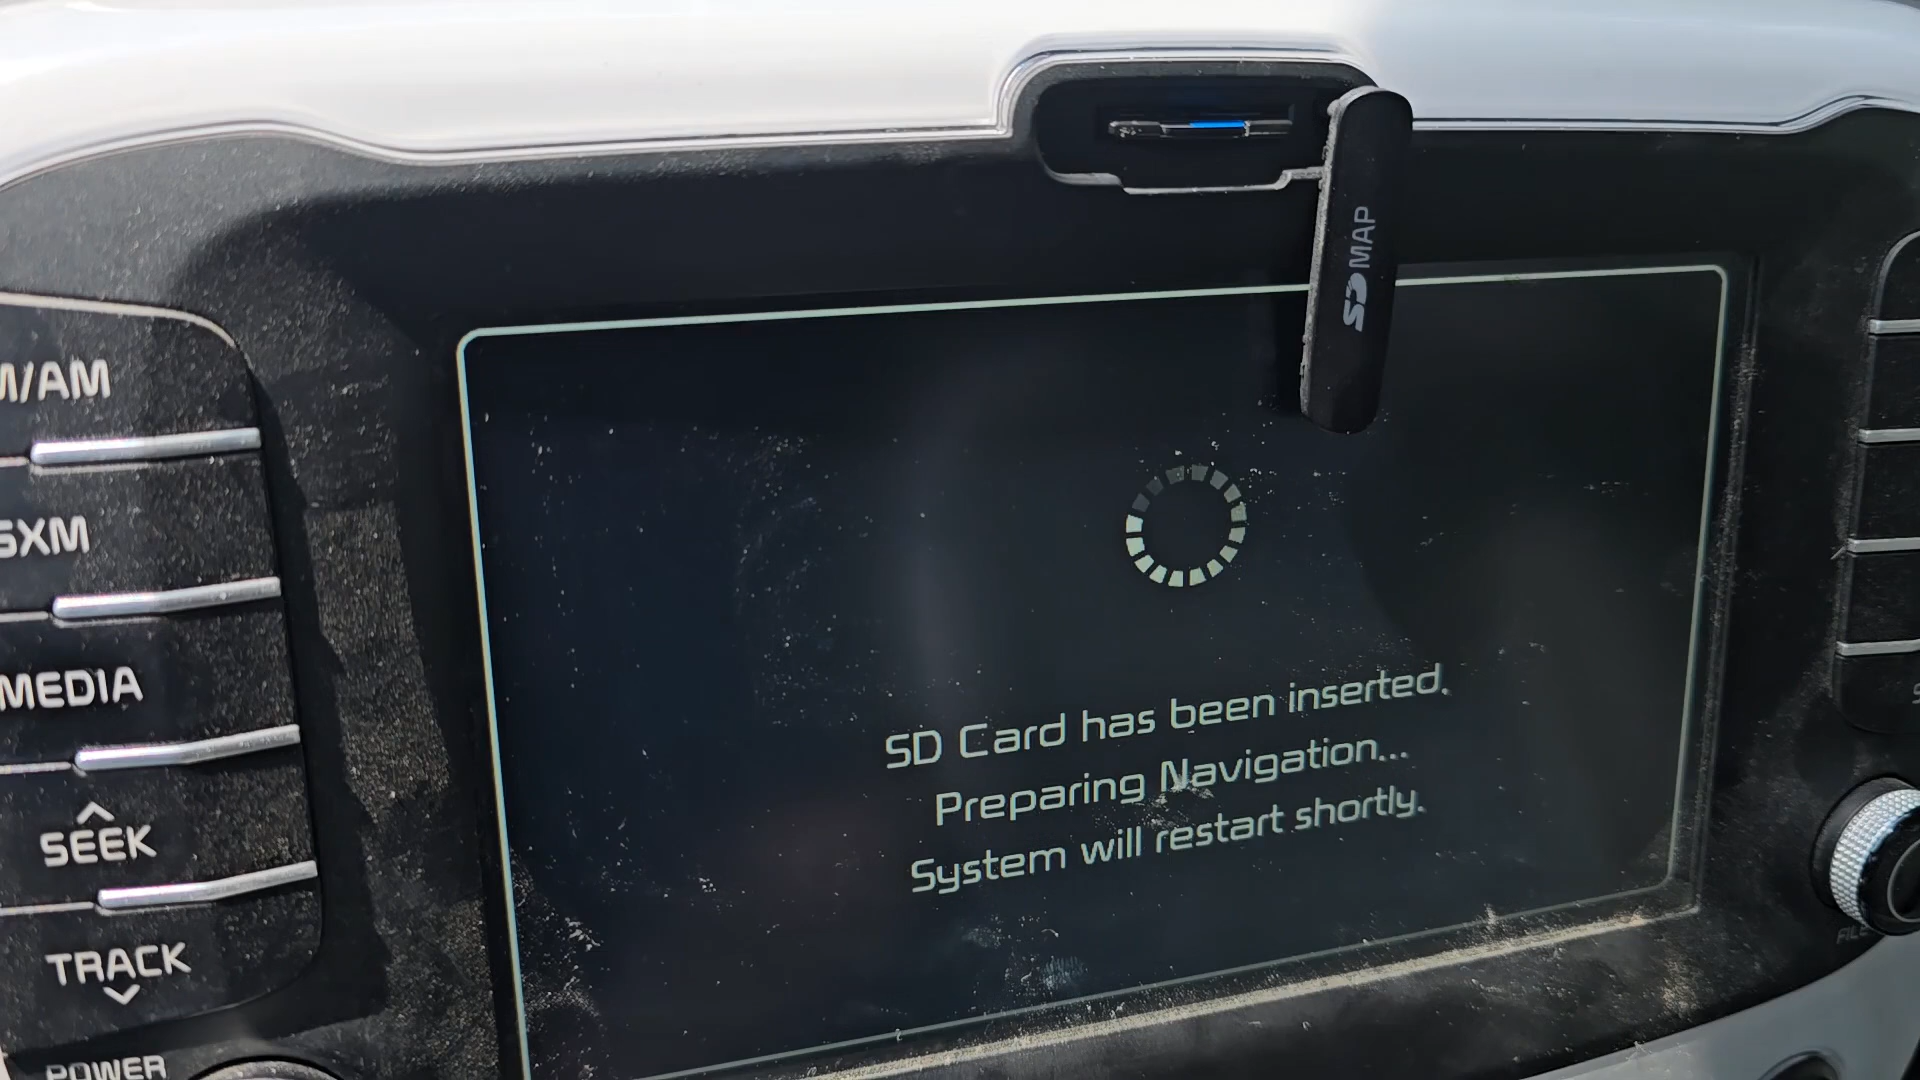 SD MAP
M/AM
SXM
MEDIA
SEEK
TRACK
POWER
SD Card has been inserted.
Preparing Navigation...
System will restart shortly.
FILE